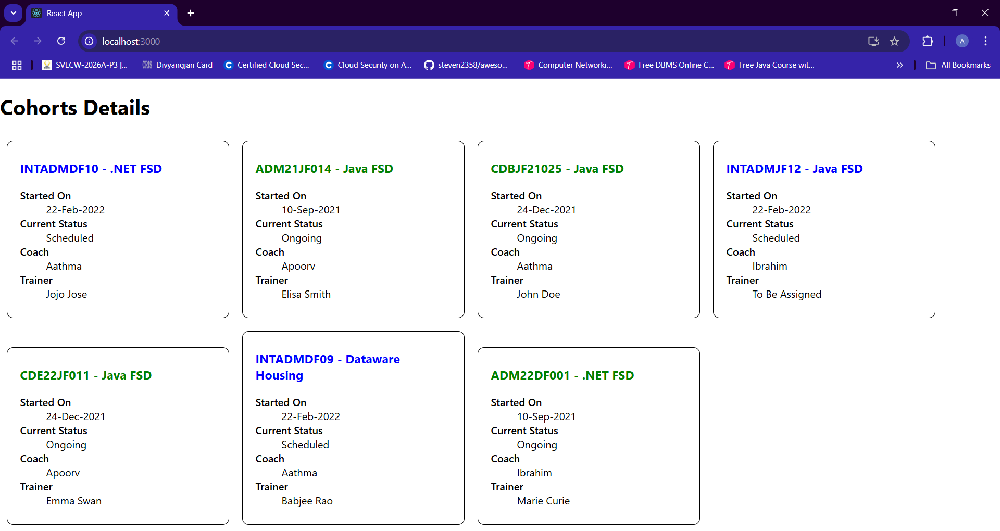 React App
localhost:3000
A
SVECW-2026A-P3 |...
CRIS Divyangjan Card
C Certified Cloud Sec...
C Cloud Security on A...
steven2358/aweso...
T Computer Networki...
T Free DBMS Online C...
T Free Java Course wit...
All Bookmarks
Cohorts Details
INTADMDF10 - .NET FSD
Started On
22-Feb-2022
Current Status
Scheduled
Coach
Aathma
Trainer
Jojo Jose
ADM21JF014 - Java FSD
Started On
10-Sep-2021
Current Status
Ongoing
Coach
Apoorv
Trainer
Elisa Smith
CDBJF21025 - Java FSD
Started On
24-Dec-2021
Current Status
Ongoing
Coach
Aathma
Trainer
John Doe
INTADMJF12 - Java FSD
Started On
22-Feb-2022
Current Status
Scheduled
Coach
Ibrahim
Trainer
To Be Assigned
CDE22JF011 - Java FSD
Started On
24-Dec-2021
Current Status
Ongoing
Coach
Apoorv
Trainer
Emma Swan
INTADMDF09 - Dataware
Housing
Started On
22-Feb-2022
Current Status
Scheduled
Coach
Aathma
Trainer
Babjee Rao
ADM22DF001 - .NET FSD
Started On
10-Sep-2021
Current Status
Ongoing
Coach
Ibrahim
Trainer
Marie Curie